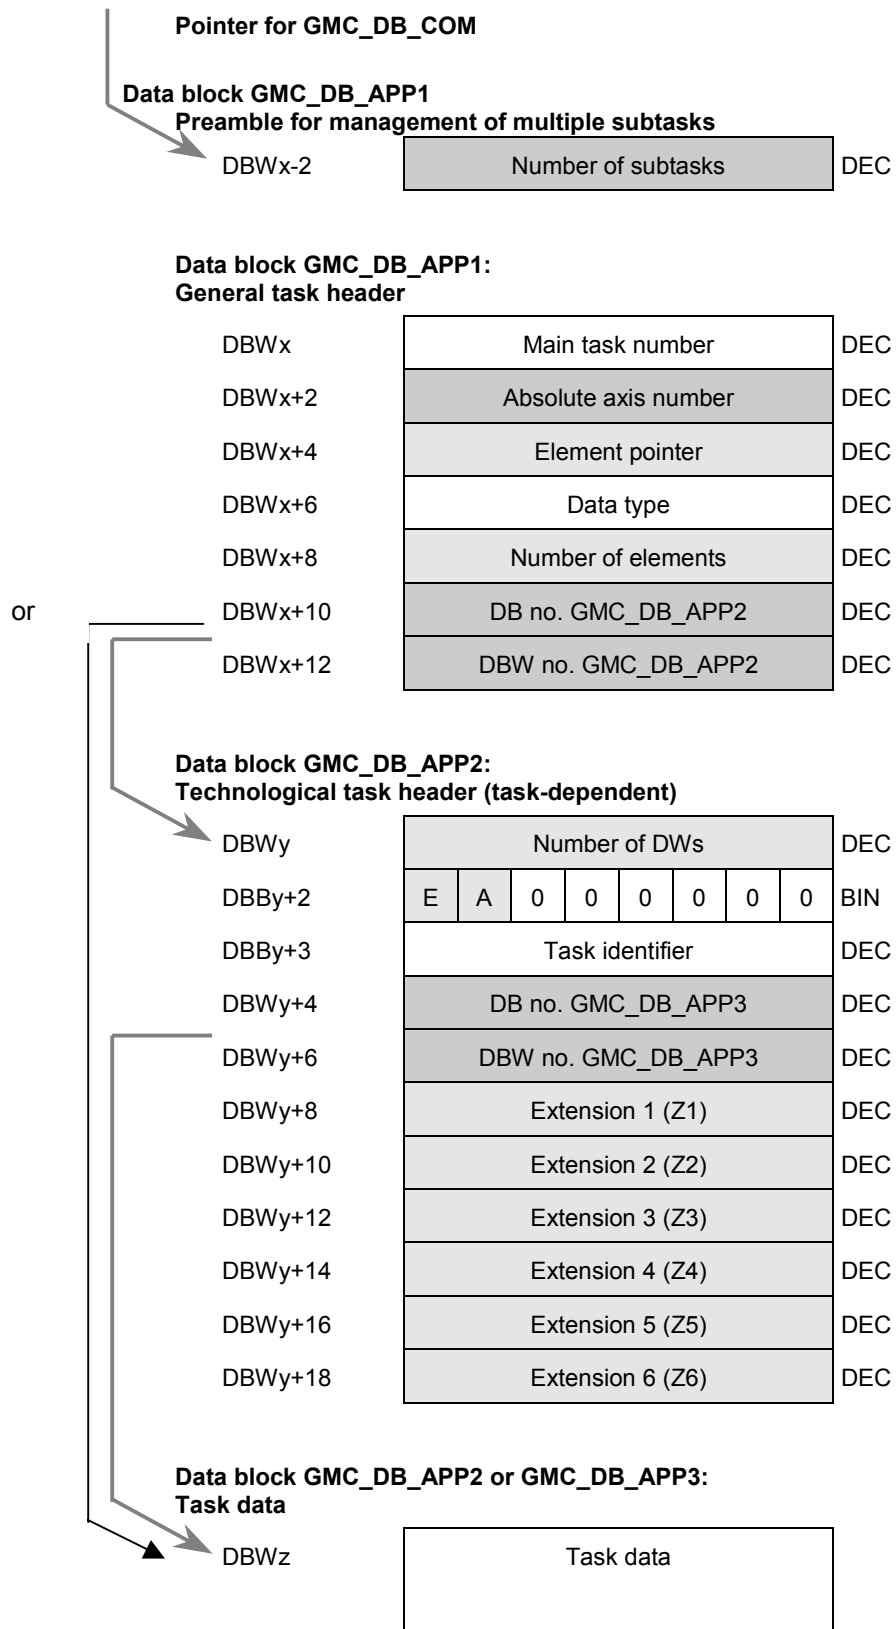 Pointer for GMC_DB_COM
Data block GMC_DB_APP1
Preamble for management of multiple subtasks
DBWx-2 Number of subtasks DEC
Data block GMC_DB_APP1:
General task header
DBWx Main task number DEC
DBWx+2 Absolute axis number DEC
DBWx+4 Element pointer DEC
DBWx+6 Data type DEC
DBWx+8 Number of elements DEC
or DBWx+10 DB no. GMC_DB_APP2 DEC
DBWx+12 DBW no. GMC_DB_APP2 DEC
Data block GMC_DB_APP2:
Technological task header (task-dependent)
DBWy Number of DWs DEC
DBBy+2 E A 0 0 0 0 0 0 BIN
DBBy+3 Task identifier DEC
DBWy+4 DB no. GMC_DB_APP3 DEC
DBWy+6 DBW no. GMC_DB_APP3 DEC
DBWy+8 Extension 1 (Z1) DEC
DBWy+10 Extension 2 (Z2) DEC
DBWy+12 Extension 3 (Z3) DEC
DBWy+14 Extension 4 (Z4) DEC
DBWy+16 Extension 5 (Z5) DEC
DBWy+18 Extension 6 (Z6) DEC
Data block GMC_DB_APP2 or GMC_DB_APP3:
Task data
DBWz Task data